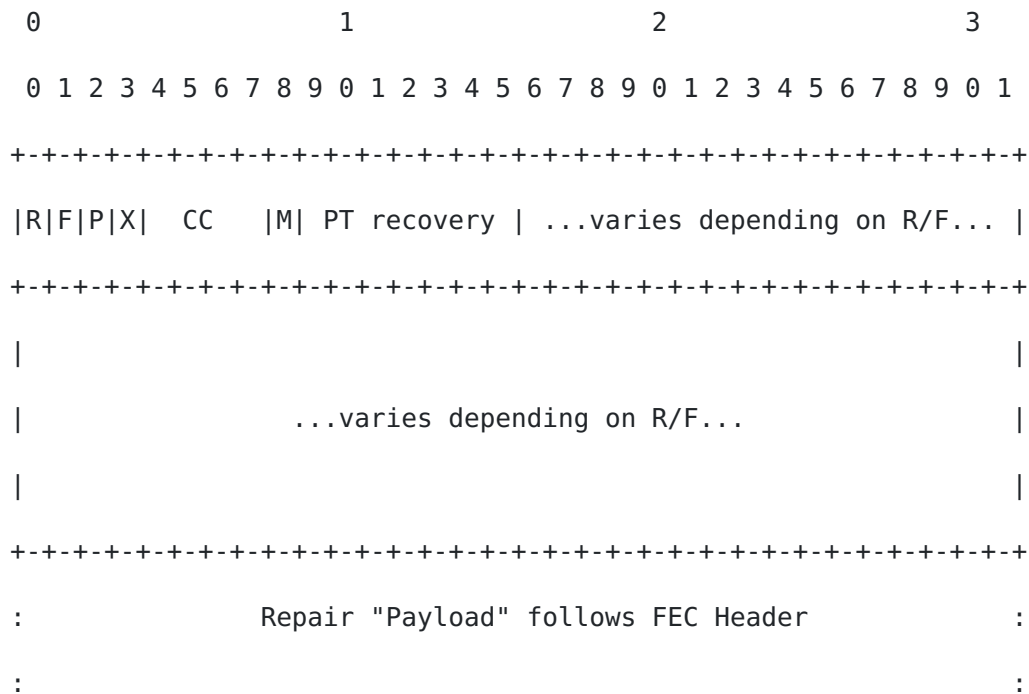 0                   1                   2                   3
 0 1 2 3 4 5 6 7 8 9 0 1 2 3 4 5 6 7 8 9 0 1 2 3 4 5 6 7 8 9 0 1
+-+-+-+-+-+-+-+-+-+-+-+-+-+-+-+-+-+-+-+-+-+-+-+-+-+-+-+-+-+-+-+-+
|R|F|P|X|  CC   |M| PT recovery | ...varies depending on R/F... |
+-+-+-+-+-+-+-+-+-+-+-+-+-+-+-+-+-+-+-+-+-+-+-+-+-+-+-+-+-+-+-+-+
|                                                               |
|                 ...varies depending on R/F...                 |
|                                                               |
+-+-+-+-+-+-+-+-+-+-+-+-+-+-+-+-+-+-+-+-+-+-+-+-+-+-+-+-+-+-+-+-+
:               Repair "Payload" follows FEC Header             :
:                                                               :